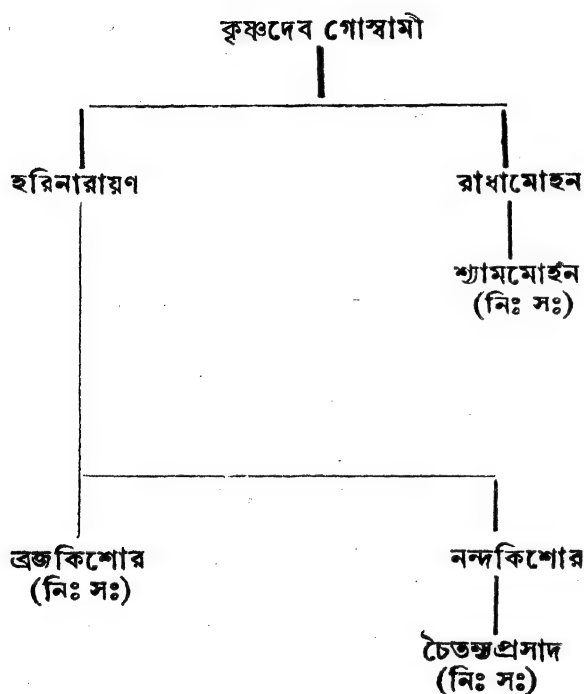 কৃষ্ণদেব গোস্বামী
হরিনারায়ণ
রাধামোহন
শ্যামমোহন
(নিঃ সঃ)
ব্রজকিশোর
(নিঃ সঃ)
নন্দকিশোর
চৈতন্যপ্রসাদ
(নিঃ সঃ)